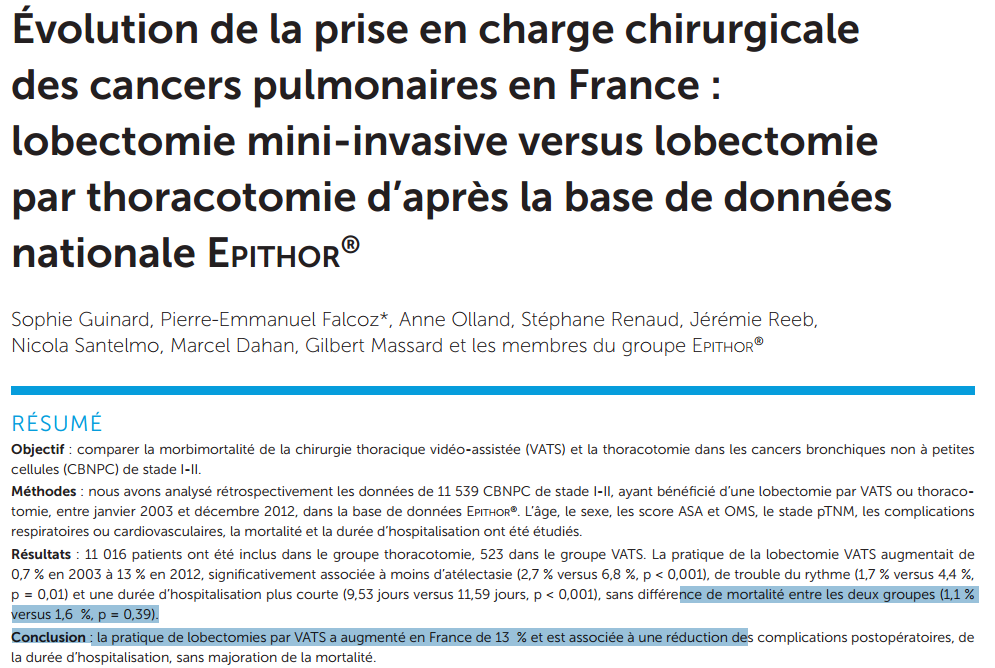 Évolution de la prise en charge chirurgicale
des cancers pulmonaires en France :
lobectomie mini-invasive versus lobectomie
par thoracotomie d’après la base de données
nationale EPITHOR®
Sophie Guinard, Pierre-Emmanuel Falcoz*, Anne Olland, Stéphane Renaud, Jérémie Reeb,
Nicola Santelmo, Marcel Dahan, Gilbert Massard et les membres du groupe EPITHOR®
RÉSUMÉ
Objectif : comparer la morbimortalité de la chirurgie thoracique vidéo-assistée (VATS) et la thoracotomie dans les cancers bronchiques non à petites
cellules (CBNPC) de stade I-II.
Méthodes : nous avons analysé rétrospectivement les données de 11 539 CBNPC de stade I-II, ayant bénéficié d’une lobectomie par VATS ou thoraco-
tomie, entre janvier 2003 et décembre 2012, dans la base de données EPITHOR®. L’âge, le sexe, les score ASA et OMS, le stade pTNM, les complications
respiratoires ou cardiovasculaires, la mortalité et la durée d’hospitalisation ont été étudiés.
Résultats : 11 016 patients ont été inclus dans le groupe thoracotomie, 523 dans le groupe VATS. La pratique de la lobectomie VATS augmentait de
0,7 % en 2003 à 13 % en 2012, significativement associée à moins d’atélectasie (2,7 % versus 6,8 %, p < 0,001), de trouble du rythme (1,7 % versus 4,4 %,
p = 0,01) et une durée d’hospitalisation plus courte (9,53 jours versus 11,59 jours, p < 0,001), sans différence de mortalité entre les deux groupes (1,1 %
versus 1,6 %, p = 0,39).
Conclusion : la pratique de lobectomies par VATS a augmenté en France de 13 % et est associée à une réduction des complications postopératoires, de
la durée d’hospitalisation, sans majoration de la mortalité.